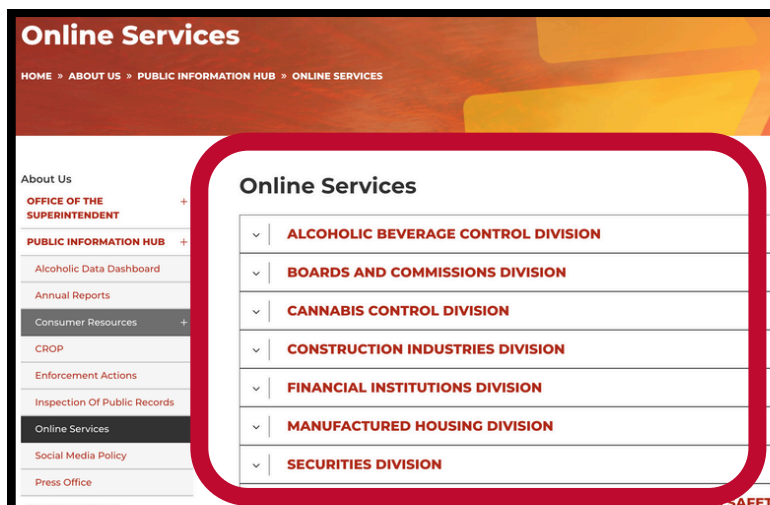 Online Services
HOME » ABOUT US » PUBLIC INFORMATION HUB » ONLINE SERVICES
About Us
OFFICE OF THE
SUPERINTENDENT +
PUBLIC INFORMATION HUB +
Alcoholic Data Dashboard
Annual Reports
Consumer Resources +
CROP
Enforcement Actions
Inspection Of Public Records
Online Services
Social Media Policy
Press Office
Online Services
ALCOHOLIC BEVERAGE CONTROL DIVISION
BOARDS AND COMMISSIONS DIVISION
CANNABIS CONTROL DIVISION
CONSTRUCTION INDUSTRIES DIVISION
FINANCIAL INSTITUTIONS DIVISION
MANUFACTURED HOUSING DIVISION
SECURITIES DIVISION